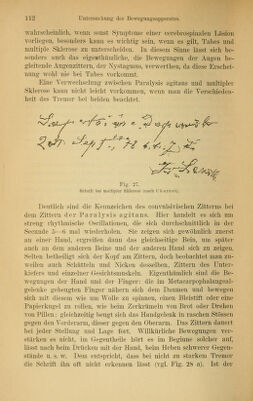 112 Untersuchung des Bewegungsapparates.
wahrscheinlich, wenn sonst Symptome einer cerebrospinalen Läsion
vorliegen, besonders kann es wichtig sein, wenn es gilt, Tabes und
multiple Sklerose zu unterscheiden. In diesem Sinne lässt sich be-
sonders auch das eigenthümliche, die Bewegungen der Augen be-
gleitende Augenzittern, der Nystagmus, verwerthen, da diese Erschei-
nung wohl nie bei Tabes vorkommt.
Eine Verwechselung zwischen Paralysis agitans und multipler
Sklerose kann nicht leicht vorkommen, wenn man die Verschieden-
heit des Tremor bei beiden beachtet.
Fig. 27.
Schrift bei multipler Sklerose (nach
Deutlich sind die Kennzeichen des convulsivischen Zitterns bei
dem Zittern der Paralysis agitans. Hier handelt es sich um
streng rhythmische Oscillationen, die sich durchschnittlich in der
Secunde 5—6 mal wiederholen. Sie zeigen sich gewöhnlich zuerst
an einer Hand, ergreifen dann das gleichseitige Bein, um später
auch an dem anderen Beine und der anderen Hand sich zu zeigen.
Selten betheiligt sich der Kopf am Zittern, doch beobachtet man zu-
weilen auch Schütteln und Nicken desselben, Zittern des Unter-
kiefers und einzelner Gesichtsmuskeln. Eigenthümlich sind die Be-
wegungen der Hand und der Finger: die im Metacarpophalangeal-
gelenke gebeugten Finger nähern sich dem Daumen und bewegen
sich mit diesem wie um Wolle zu spinnen, einen Bleistift oder eine
Papierkugel zu rollen, wie beim Zerkrümeln von Brot oder Drehen
von Pillen; gleichzeitig beugt sich das Handgelenk in raschen Stössen
gegen den Vorderarm, dieser gegen den Oberarm. Das Zittern dauert
bei jeder Stellung und Lage fort. Willkürliche Bewegungen ver-
stärken es nicht, im Gegentheile hört es im Beginne solcher auf,
lässt nach beim Drücken mit der Hand, beim Heben schwerer Gegen-
stände u. s. w. Dem entspricht, dass bei nicht zu starkem Tremor
die Schrift ihn oft nicht erkennen lässt (vgl. Fig. 28 a). Ist der